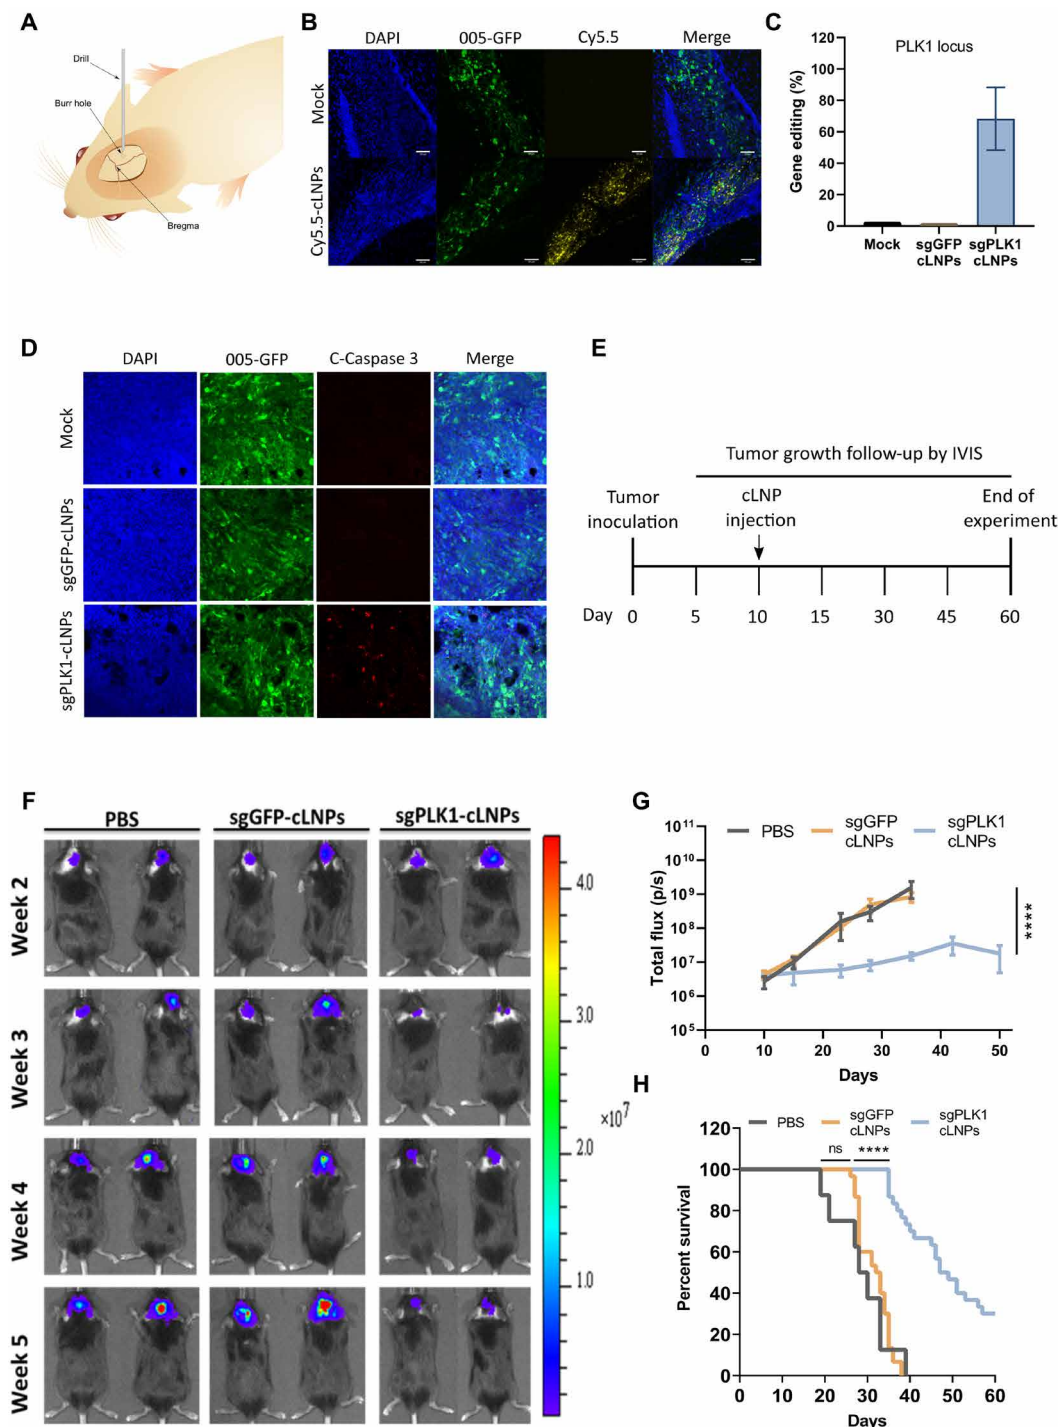 A
Drill
Burr hole
Bregma
B
DAPI 005-GFP Cy5.5 Merge
Mock
Cy5.5-cLNPs
C
PLK1 locus
Gene editing (%)
120
100
80
60
40
20
0
Mock sgGFP cLNPs sgPLK1 cLNPs
D
DAPI 005-GFP C-Caspase 3 Merge
Mock
sgGFP-cLNPs
sgPLK1-cLNPs
E
Tumor growth follow-up by IVIS
Tumor inoculation
cLNP injection
End of experiment
Day 0 5 10 15 30 45 60
F
PBS sgGFP-cLNPs sgPLK1-cLNPs
Week 2
Week 3
Week 4
Week 5
4.0
3.0
×10⁷
2.0
1.0
G
PBS sgGFP cLNPs sgPLK1 cLNPs
Total flux (p/s)
10¹¹
10¹⁰
10⁹
10⁸
10⁷
10⁶
10⁵
****
0 10 20 30 40 50
Days
H
PBS sgGFP cLNPs sgPLK1 cLNPs
ns ****
Percent survival
120
100
80
60
40
20
0
0 10 20 30 40 50 60
Days